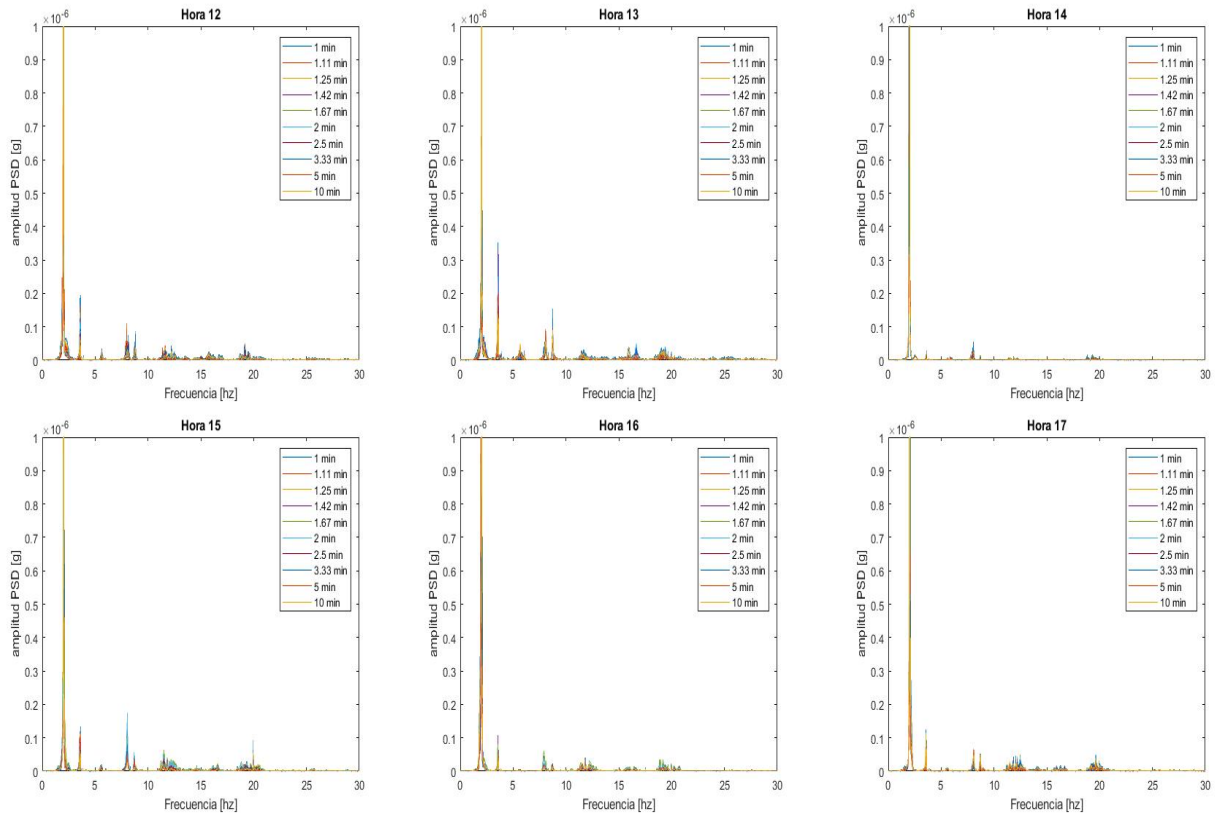 Hora 12
×10^-6
amplitud PSD [g]
1
0.9
0.8
0.7
0.6
0.5
0.4
0.3
0.2
0.1
0
0 5 10 15 20 25 30
Frecuencia [hz]
1 min
1.11 min
1.25 min
1.42 min
1.67 min
2 min
2.5 min
3.33 min
5 min
10 min
Hora 13
×10^-6
amplitud PSD [g]
1
0.9
0.8
0.7
0.6
0.5
0.4
0.3
0.2
0.1
0
0 5 10 15 20 25 30
Frecuencia [hz]
1 min
1.11 min
1.25 min
1.42 min
1.67 min
2 min
2.5 min
3.33 min
5 min
10 min
Hora 14
×10^-6
amplitud PSD [g]
1
0.9
0.8
0.7
0.6
0.5
0.4
0.3
0.2
0.1
0
0 5 10 15 20 25 30
Frecuencia [hz]
1 min
1.11 min
1.25 min
1.42 min
1.67 min
2 min
2.5 min
3.33 min
5 min
10 min
Hora 15
×10^-6
amplitud PSD [g]
1
0.9
0.8
0.7
0.6
0.5
0.4
0.3
0.2
0.1
0
0 5 10 15 20 25 30
Frecuencia [hz]
1 min
1.11 min
1.25 min
1.42 min
1.67 min
2 min
2.5 min
3.33 min
5 min
10 min
Hora 16
×10^-6
amplitud PSD [g]
1
0.9
0.8
0.7
0.6
0.5
0.4
0.3
0.2
0.1
0
0 5 10 15 20 25 30
Frecuencia [hz]
1 min
1.11 min
1.25 min
1.42 min
1.67 min
2 min
2.5 min
3.33 min
5 min
10 min
Hora 17
×10^-6
amplitud PSD [g]
1
0.9
0.8
0.7
0.6
0.5
0.4
0.3
0.2
0.1
0
0 5 10 15 20 25 30
Frecuencia [hz]
1 min
1.11 min
1.25 min
1.42 min
1.67 min
2 min
2.5 min
3.33 min
5 min
10 min